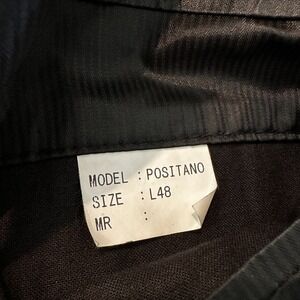 MODEL : POSITANO
SIZE : L48
MR :